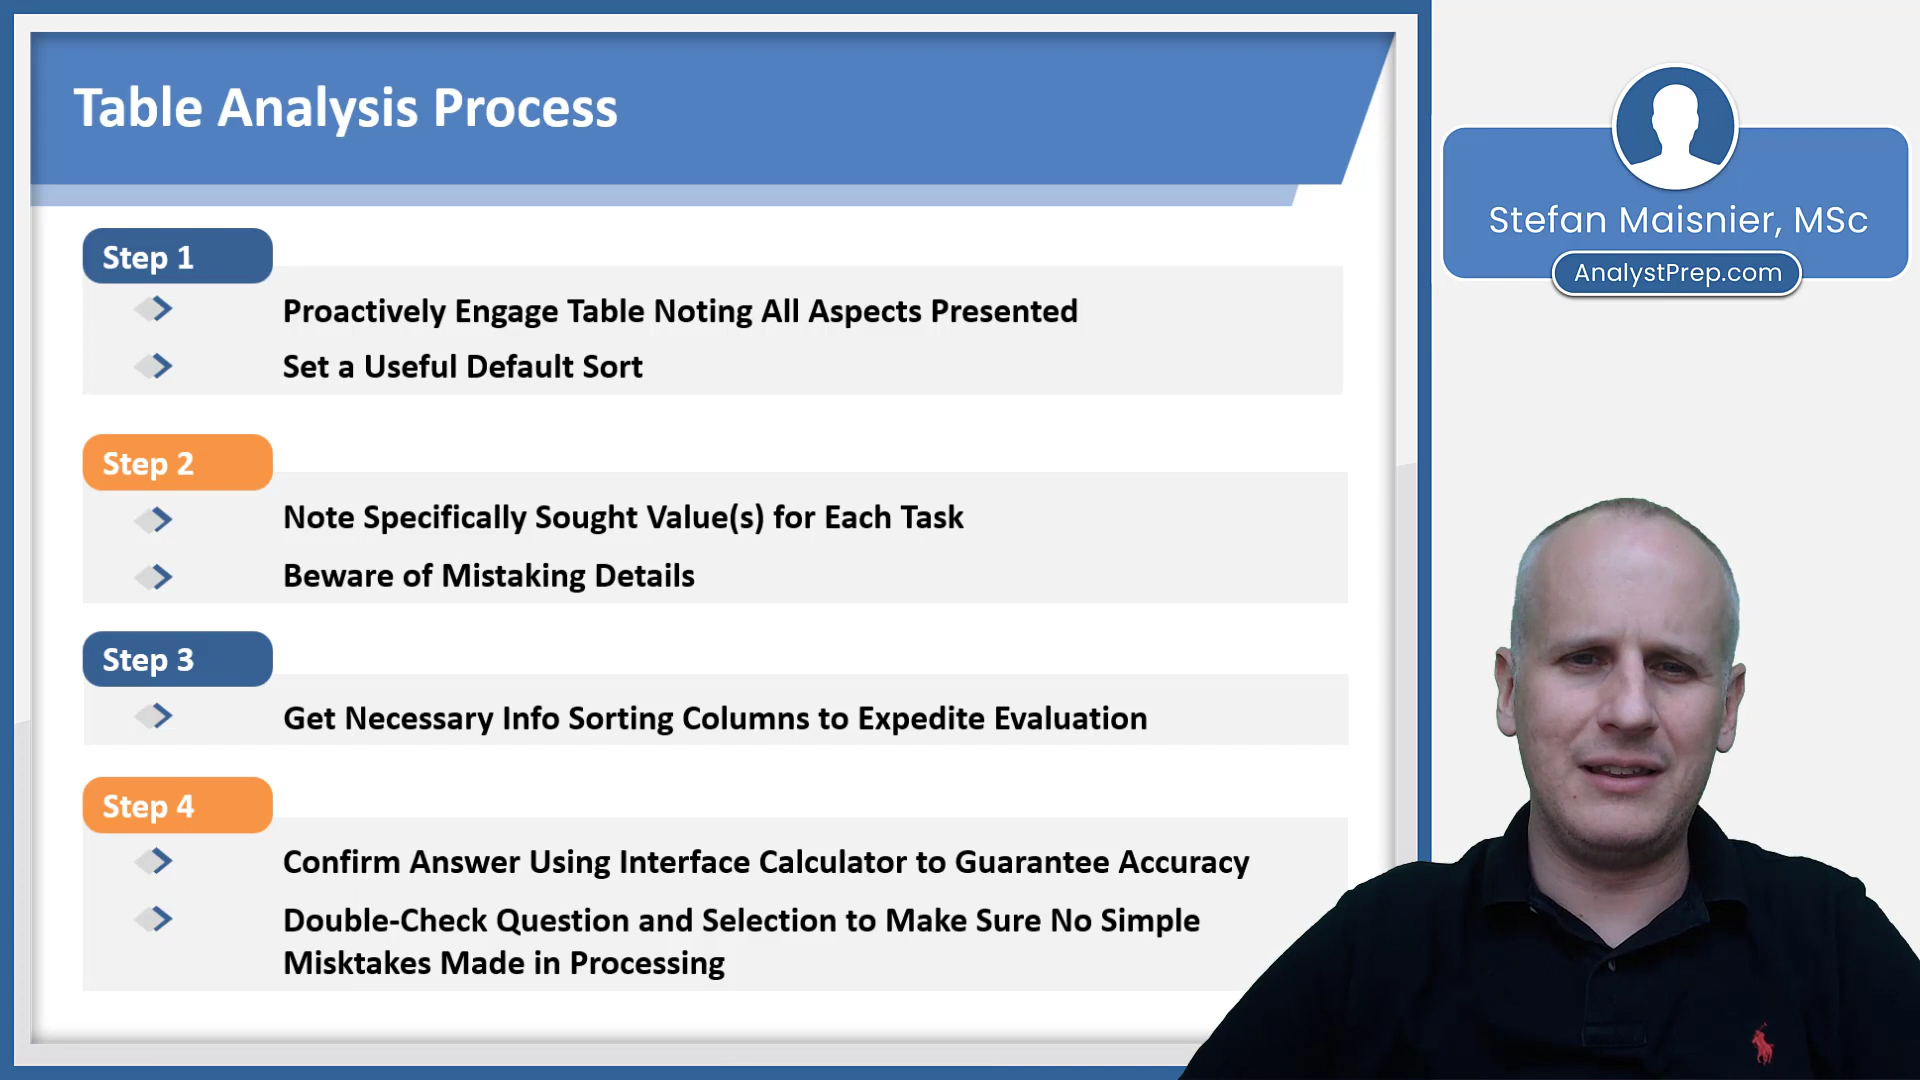 Table Analysis Process
Stefan Maisnier, MSc
AnalystPrep.com
Step 1
Proactively Engage Table Noting All Aspects Presented
Set a Useful Default Sort
Step 2
Note Specifically Sought Value(s) for Each Task
Beware of Mistaking Details
Step 3
Get Necessary Info Sorting Columns to Expedite Evaluation
Step 4
Confirm Answer Using Interface Calculator to Guarantee Accuracy
Double-Check Question and Selection to Make Sure No Simple
Misktakes Made in Processing